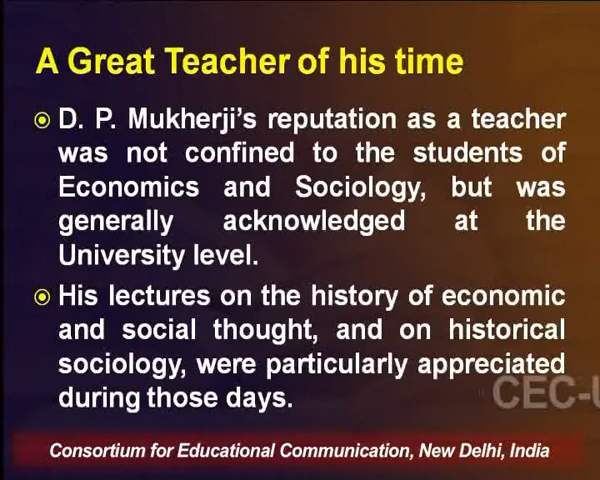 A Great Teacher of his time
D. P. Mukherji's reputation as a teacher
was not confined to the students of
Economics and Sociology, but was
generally acknowledged at the
University level.
His lectures on the history of economic
and social thought, and on historical
sociology, were particularly appreciated
during those days.
CEC-U
Consortium for Educational Communication, New Delhi, India